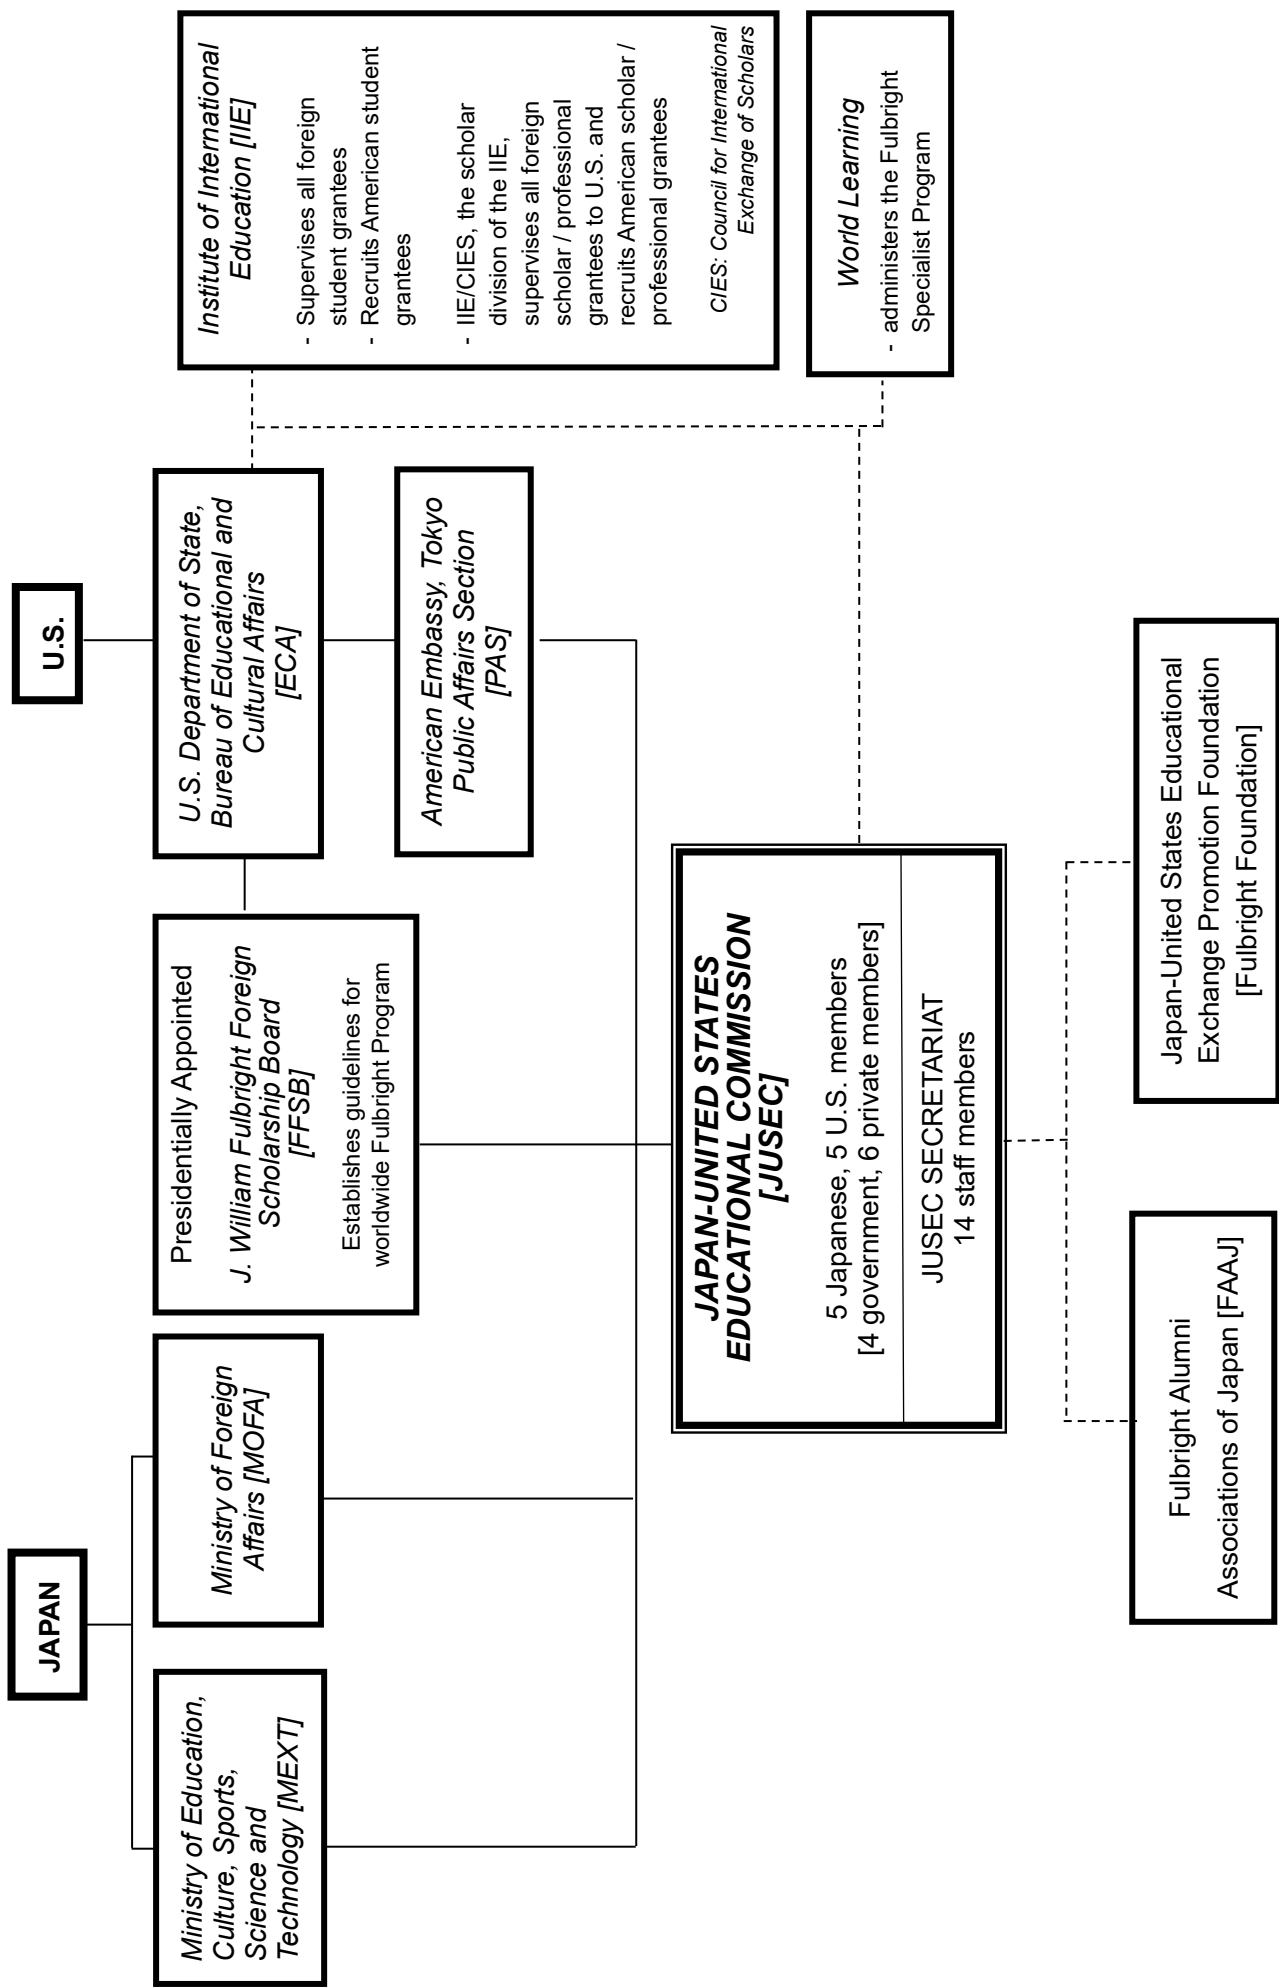 JAPAN
U.S.
Ministry of Education,
Culture, Sports,
Science and
Technology [MEXT]
Ministry of Foreign
Affairs [MOFA]
Presidentially Appointed
J. William Fulbright Foreign
Scholarship Board
[FFSB]
Establishes guidelines for
worldwide Fulbright Program
U.S. Department of State,
Bureau of Educational and
Cultural Affairs
[ECA]
American Embassy, Tokyo
Public Affairs Section
[PAS]
Institute of International
Education [IIE]
- Supervises all foreign
student grantees
- Recruits American student
grantees
- IIE/CIES, the scholar
division of the IIE,
supervises all foreign
scholar / professional
grantees to U.S. and
recruits American scholar /
professional grantees
CIES: Council for International
Exchange of Scholars
World Learning
- administers the Fulbright
Specialist Program
JAPAN-UNITED STATES
EDUCATIONAL COMMISSION
[JUSEC]
5 Japanese, 5 U.S. members
[4 government, 6 private members]
JUSEC SECRETARIAT
14 staff members
Fulbright Alumni
Associations of Japan [FAAJ]
Japan-United States Educational
Exchange Promotion Foundation
[Fulbright Foundation]